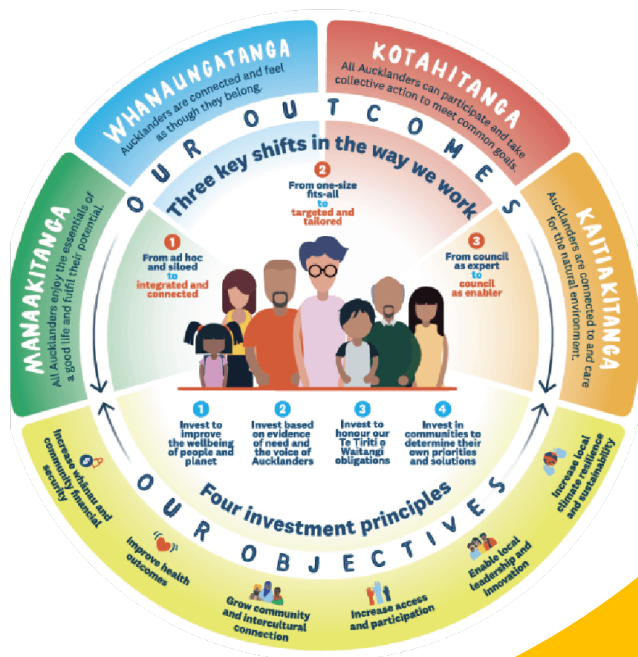 MANAAKITANGA
All Aucklanders enjoy the essentials of
a good life and fulfil their potential.
WHANAUNGATANGA
Aucklanders are connected and feel
as though they belong.
KOTAHITANGA
All Aucklanders can participate and take
collective action to meet common goals.
KAITIAKITANGA
Aucklanders are connected to and care
for the natural environment.
OUR OUTCOMES
Three key shifts in the way we work
1
From ad hoc
and siloed
to
integrated and
connected
2
From one-size
fits-all
to
targeted and
tailored
3
From council
as expert
to
council
as enabler
1
Invest to
improve
the wellbeing
of people and
planet
2
Invest based
on evidence
of need and
the voice of
Aucklanders
3
Invest to
honour our
Te Tiriti o
Waitangi
obligations
4
Invest in
communities to
determine their
own priorities
and solutions
Four investment principles
OUR OBJECTIVES
Increase whānau and
community financial
security
Improve health
outcomes
Grow community
and intercultural
connection
Increase access
and participation
Enable local
leadership and
innovation
Increase local
climate resilience
and sustainability